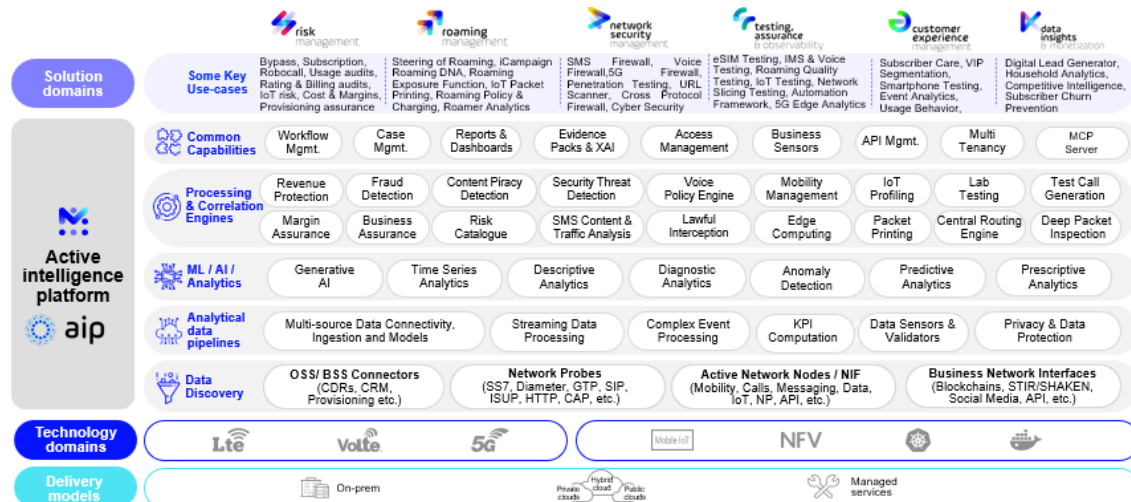 risk
management
roaming
management
network
security
management
testing,
assurance
& observability
customer
experience
management
data
insights
& monetization
Solution
domains
Some Key
Use-cases
Bypass, Subscription,
Robocall, Usage audits,
Rating & Billing audits,
IoT risk, Cost & Margins,
Provisioning assurance
Steering of Roaming, iCampaign
Roaming DNA, Roaming
Exposure Function, IoT Packet
Printing, Roaming Policy &
Charging, Roamer Analytics
SMS Firewall, Voice
Firewall,5G Firewall,
Penetration Testing, URL
Scanner, Cross Protocol
Firewall, Cyber Security
eSIM Testing, IMS & Voice
Testing, Roaming Quality
Testing, IoT Testing, Network
Slicing Testing, Automation
Framework, 5G Edge Analytics
Subscriber Care, VIP
Segmentation,
Smartphone Testing,
Event Analytics,
Usage Behavior,
Digital Lead Generator,
Household Analytics,
Competitive Intelligence,
Subscriber Churn
Prevention
Active
intelligence
platform
aip
Common
Capabilities
Workflow
Mgmt.
Case
Mgmt.
Reports &
Dashboards
Evidence
Packs & XAI
Access
Management
Business
Sensors
API Mgmt.
Multi
Tenancy
MCP
Server
Processing
& Correlation
Engines
Revenue
Protection
Fraud
Detection
Content Piracy
Detection
Security Threat
Detection
Voice
Policy Engine
Mobility
Management
IoT
Profiling
Lab
Testing
Test Call
Generation
Margin
Assurance
Business
Assurance
Risk
Catalogue
SMS Content &
Traffic Analysis
Lawful
Interception
Edge
Computing
Packet
Printing
Central Routing
Engine
Deep Packet
Inspection
ML / AI /
Analytics
Generative
AI
Time Series
Analytics
Descriptive
Analytics
Diagnostic
Analytics
Anomaly
Detection
Predictive
Analytics
Prescriptive
Analytics
Analytical
data
pipelines
Multi-source Data Connectivity,
Ingestion and Models
Streaming Data
Processing
Complex Event
Processing
KPI
Computation
Data Sensors &
Validators
Privacy & Data
Protection
Data
Discovery
OSS/ BSS Connectors
(CDRs, CRM,
Provisioning etc.)
Network Probes
(SS7, Diameter, GTP, SIP,
ISUP, HTTP, CAP, etc.)
Active Network Nodes / NIF
(Mobility, Calls, Messaging, Data,
IoT, NP, API, etc.)
Business Network Interfaces
(Blockchains, STIR/SHAKEN,
Social Media, API, etc.)
Technology
domains
Lte
VoLte
5G
Mobile IoT
NFV
Delivery
models
On-prem
Private
clouds
Hybrid
cloud
Public
clouds
Managed
services